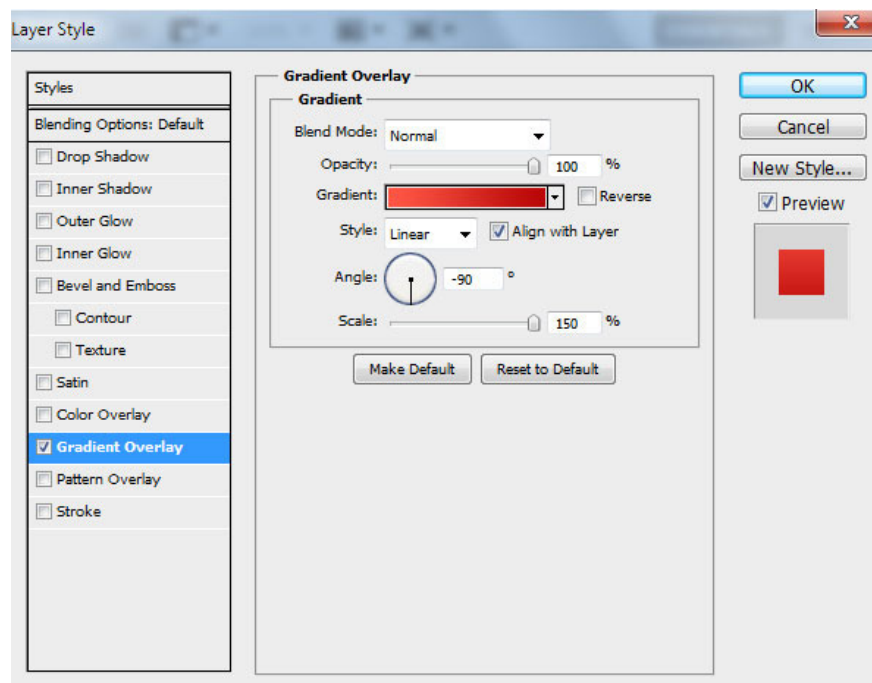 Layer Style
X
Styles
Blending Options: Default
Drop Shadow
Inner Shadow
Outer Glow
Inner Glow
Bevel and Emboss
Contour
Texture
Satin
Color Overlay
Gradient Overlay
Pattern Overlay
Stroke
Gradient Overlay
Gradient
Blend Mode: Normal
Opacity: 100 %
Gradient: Reverse
Style: Linear Align with Layer
Angle: -90 °
Scale: 150 %
Make Default Reset to Default
OK
Cancel
New Style...
Preview